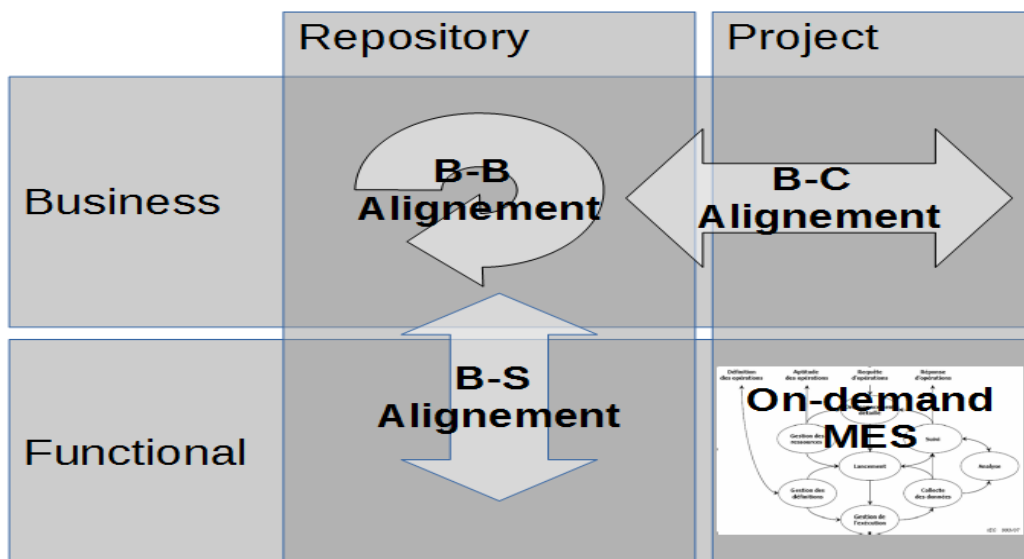 Repository
Project
Business
B-B
Alignement
B-C
Alignement
Functional
B-S
Alignement
Définition
des opérations
Aptitude
des opérations
Requête
d'opérations
Réponse
d'opérations
On-demand
MES
détaillé
Gestion des
ressources
Suivi
Lancement
Analyse
Gestion des
définitions
Collecte
des données
Gestion de
l'exécution